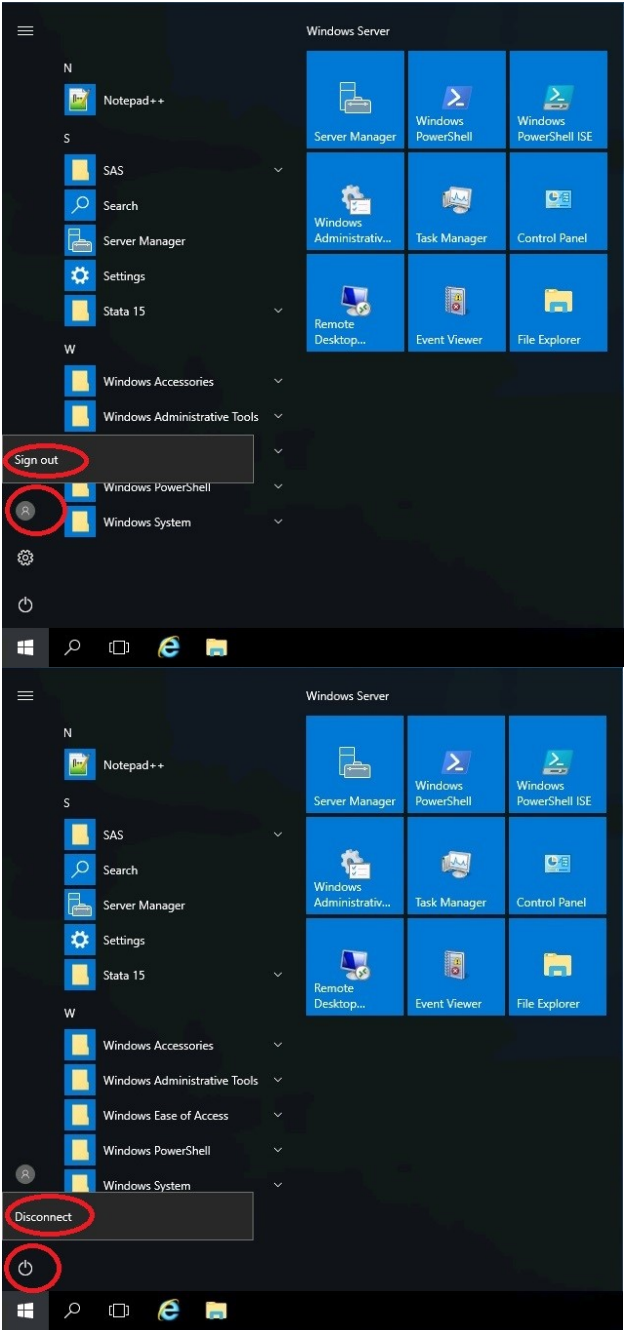 Windows Server
N
Notepad++
S
SAS
Search
Server Manager
Settings
Stata 15
W
Windows Accessories
Windows Administrative Tools
Sign out
Windows PowerShell
Windows System
Server Manager
Windows
PowerShell
Windows
PowerShell ISE
Windows
Administrativ...
Task Manager
Control Panel
Remote
Desktop...
Event Viewer
File Explorer
Windows Server
N
Notepad++
S
SAS
Search
Server Manager
Settings
Stata 15
W
Windows Accessories
Windows Administrative Tools
Windows Ease of Access
Windows PowerShell
Windows System
Disconnect
Server Manager
Windows
PowerShell
Windows
PowerShell ISE
Windows
Administrativ...
Task Manager
Control Panel
Remote
Desktop...
Event Viewer
File Explorer